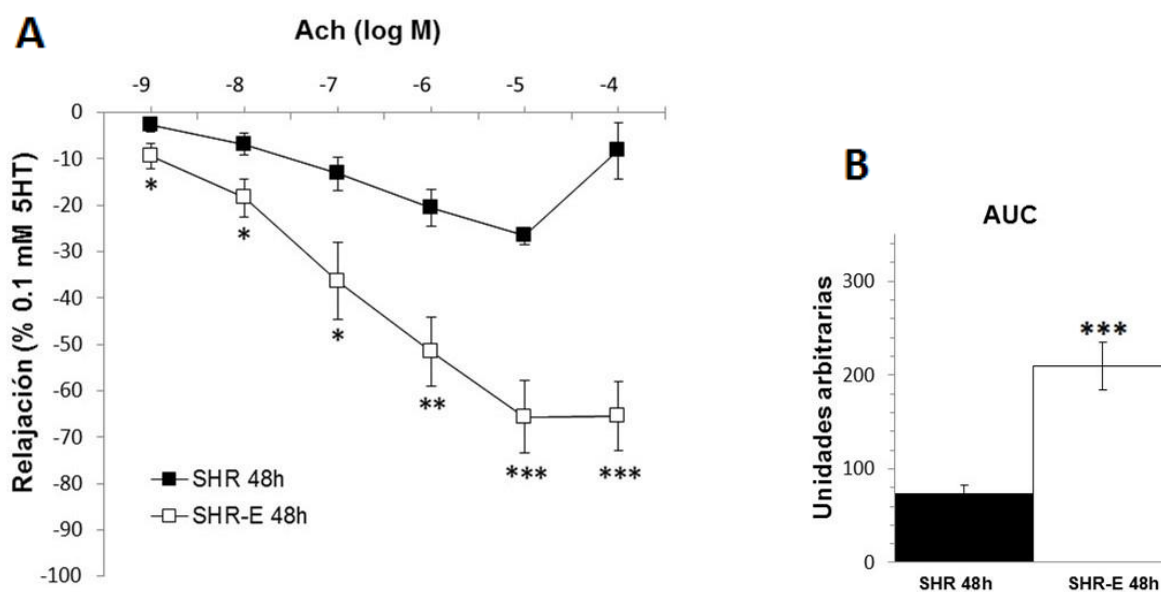 A
Ach (log M)
-9 -8 -7 -6 -5 -4
0
-10
-20
-30
-40
-50
-60
-70
-80
-90
-100
Relajación (% 0.1 mM 5HT)
*
*
*
**
***
***
SHR 48h
SHR-E 48h
B
AUC
Unidades arbitrarias
300
200
100
0
***
SHR 48h SHR-E 48h